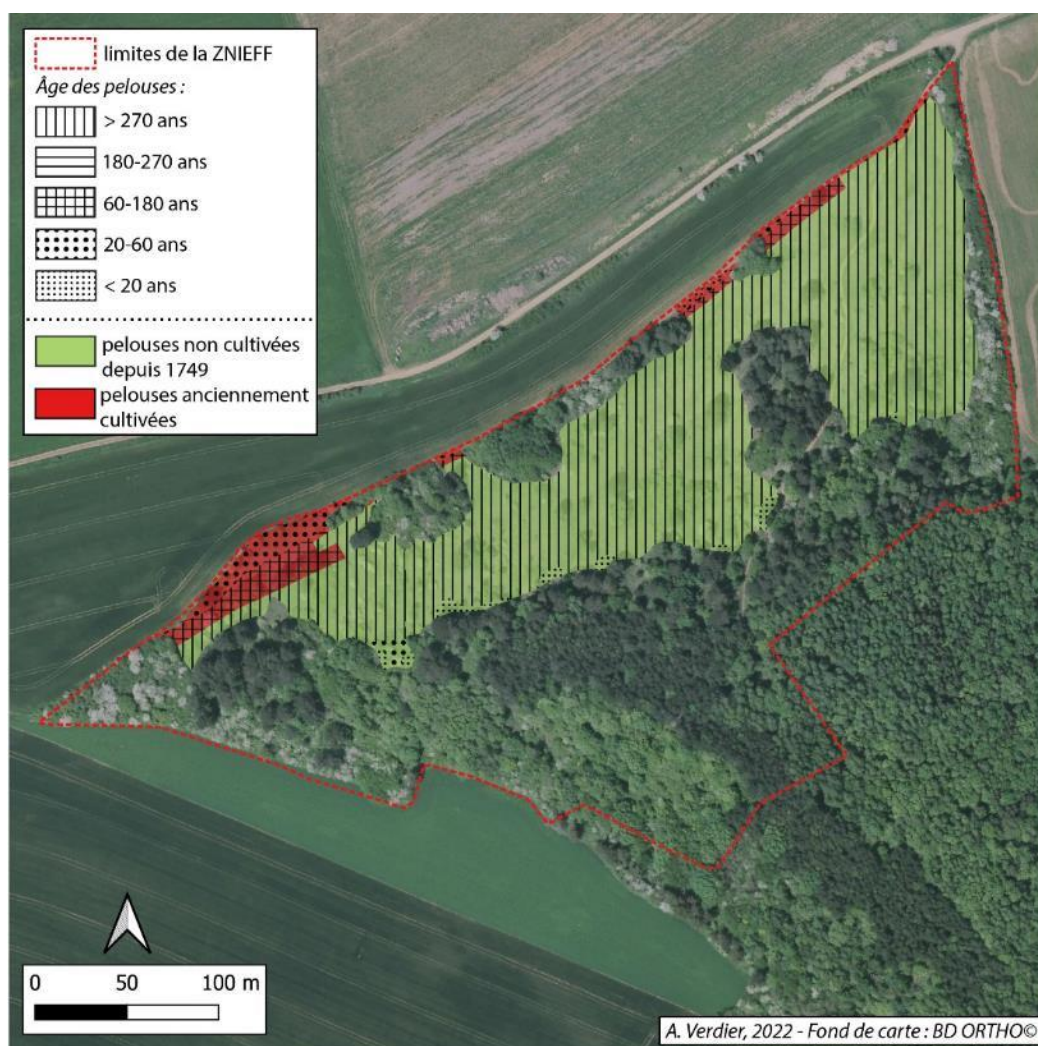 limites de la ZNIEFF
Âge des pelouses :
> 270 ans
180-270 ans
60-180 ans
20-60 ans
< 20 ans
pelouses non cultivées
depuis 1749
pelouses anciennement
cultivées
0 50 100 m
A. Verdier, 2022 - Fond de carte : BD ORTHO©